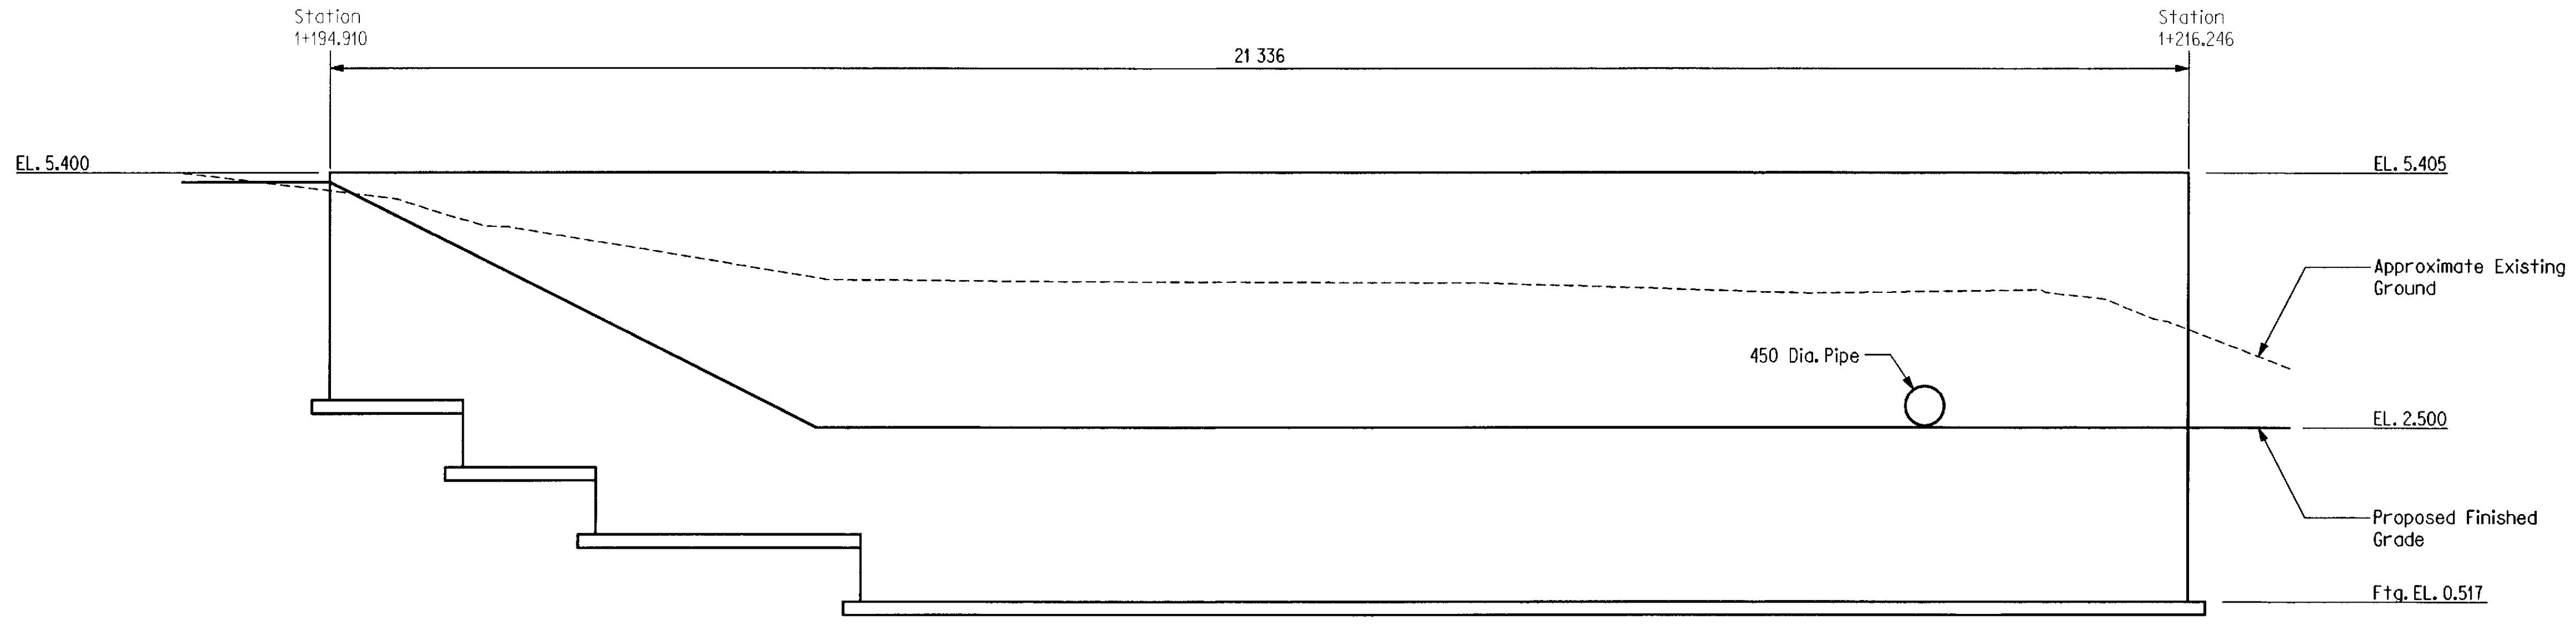 Station
1+194.910
Station
1+216.246
21 336
EL. 5.400
EL. 5.405
Approximate Existing
Ground
450 Dia. Pipe
EL. 2.500
Proposed Finished
Grade
Ftg. EL. 0.517